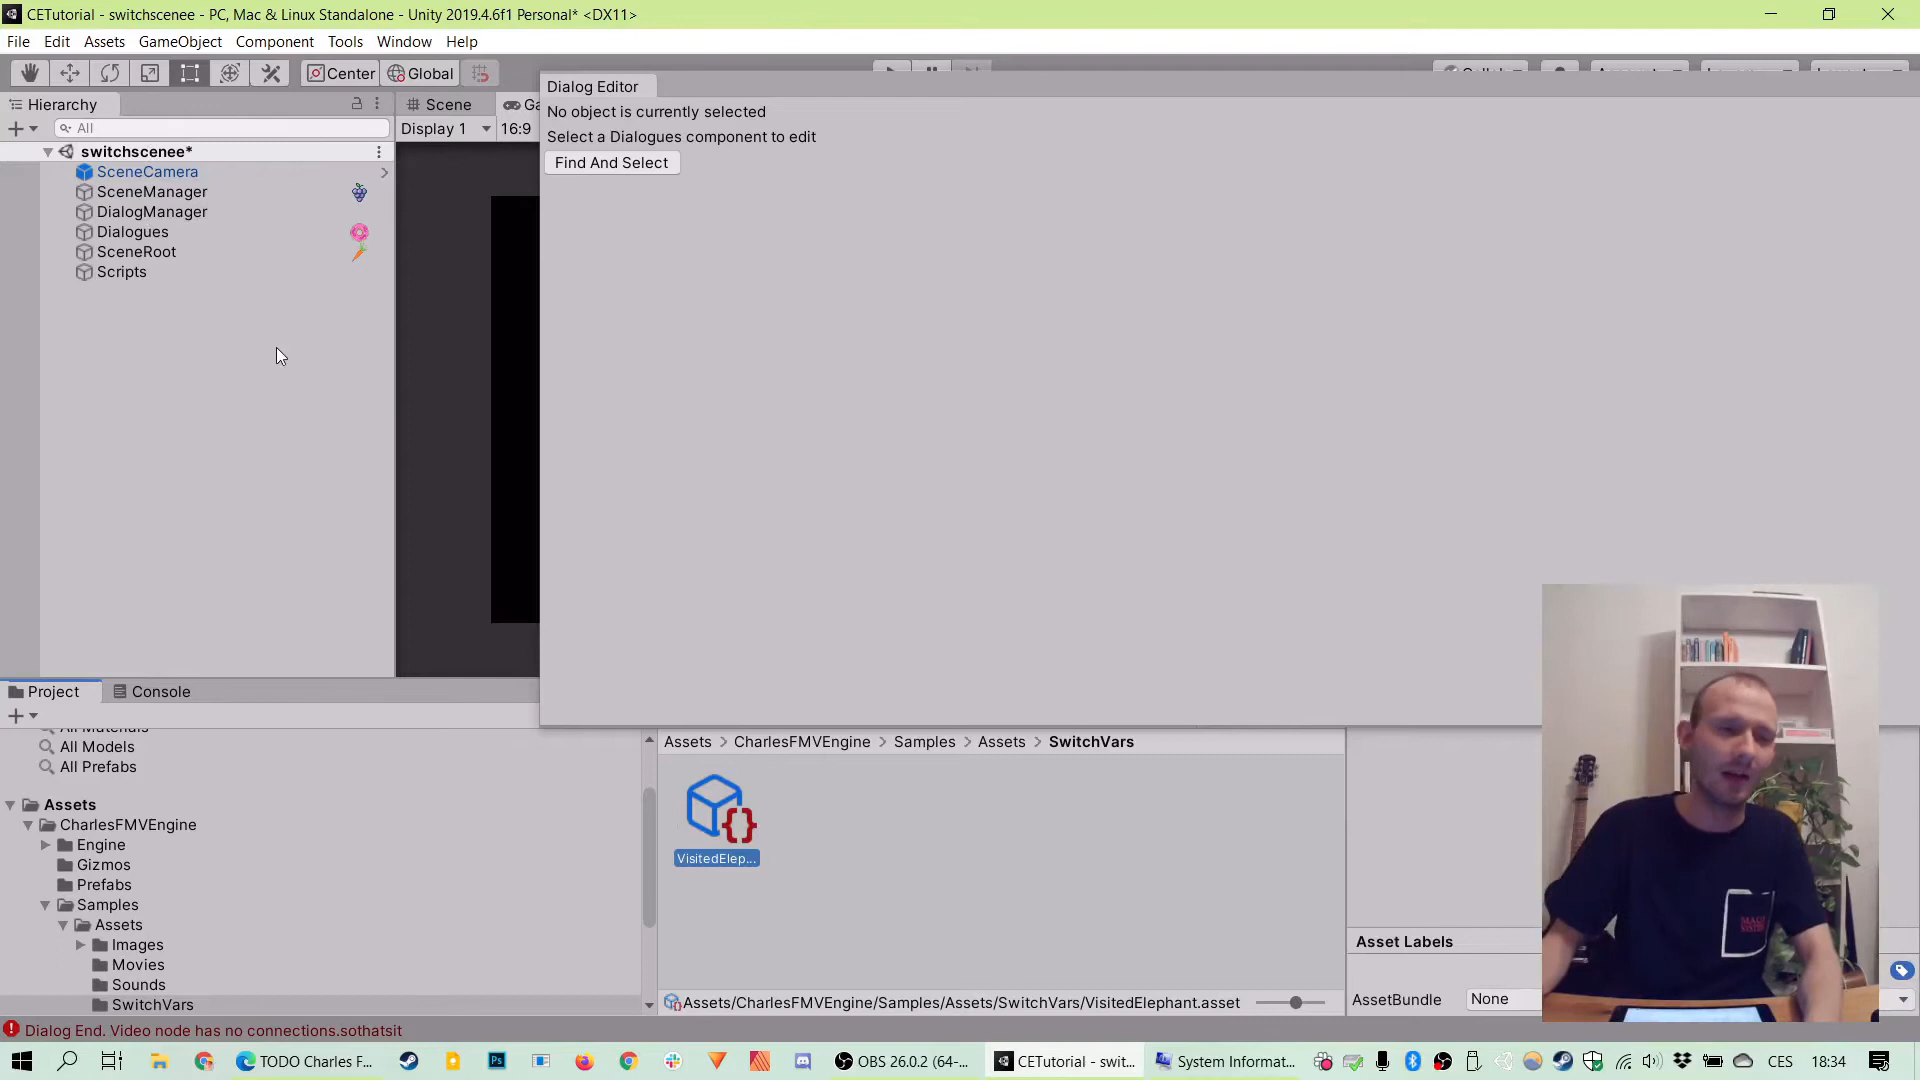 CETutorial - switchscenee - PC, Mac & Linux Standalone - Unity 2019.4.6f1 Personal* <DX11>
File Edit Assets GameObject Component Tools Window Help
Center Global
Hierarchy
All
switchscenee*
SceneCamera
SceneManager
DialogManager
Dialogues
SceneRoot
Scripts
Scene
Display 1 16:9
Dialog Editor
No object is currently selected
Select a Dialogues component to edit
Find And Select
Project Console
All Models
All Prefabs
Assets
CharlesFMVEngine
Engine
Gizmos
Prefabs
Samples
Assets
Images
Movies
Sounds
SwitchVars
Assets > CharlesFMVEngine > Samples > Assets > SwitchVars
VisitedElep...
Assets/CharlesFMVEngine/Samples/Assets/SwitchVars/VisitedElephant.asset
Asset Labels
AssetBundle None
Dialog End. Video node has no connections.sothatsit
TODO Charles F...
OBS 26.0.2 (64-...
CETutorial - swit...
System Informat...
CES 18:34